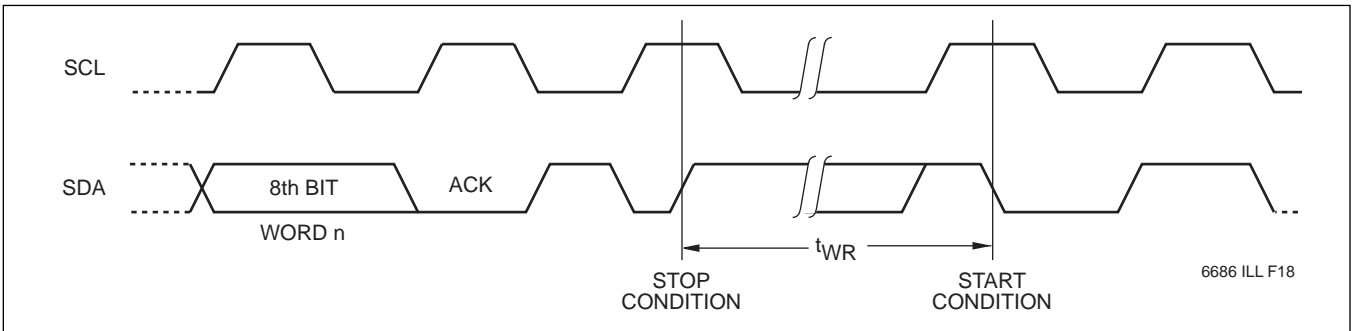 SCL
SDA
8th BIT
ACK
WORD n
tWR
STOP
CONDITION
START
CONDITION
6686 ILL F18